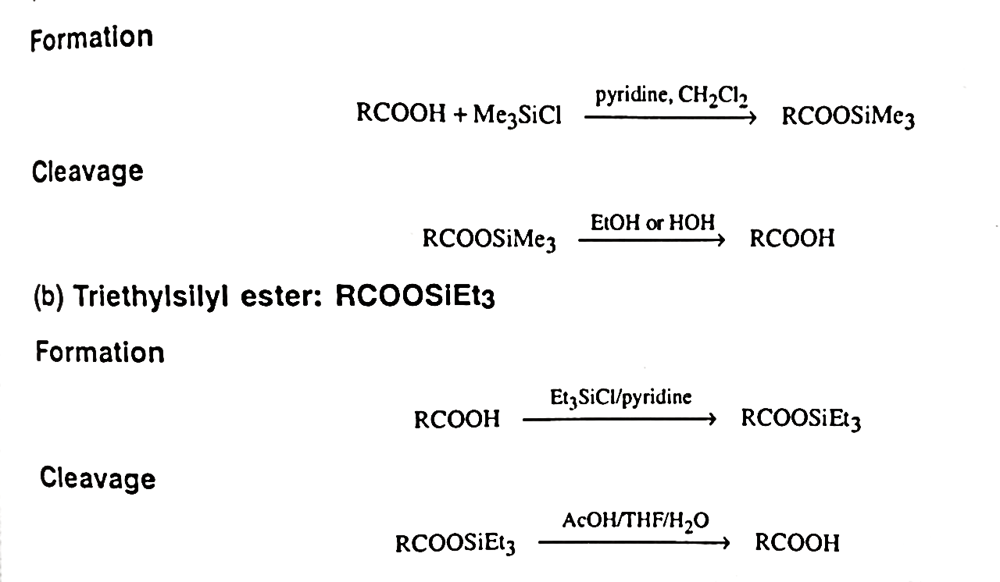 Formation
RCOOH + Me₃SiCl pyridine, CH₂Cl₂ → RCOOSiMe₃
Cleavage
RCOOSiMe₃ EtOH or HOH → RCOOH
(b) Triethylsilyl ester: RCOOSiEt₃
Formation
RCOOH Et₃SiCl/pyridine → RCOOSiEt₃
Cleavage
RCOOSiEt₃ AcOH/THF/H₂O → RCOOH